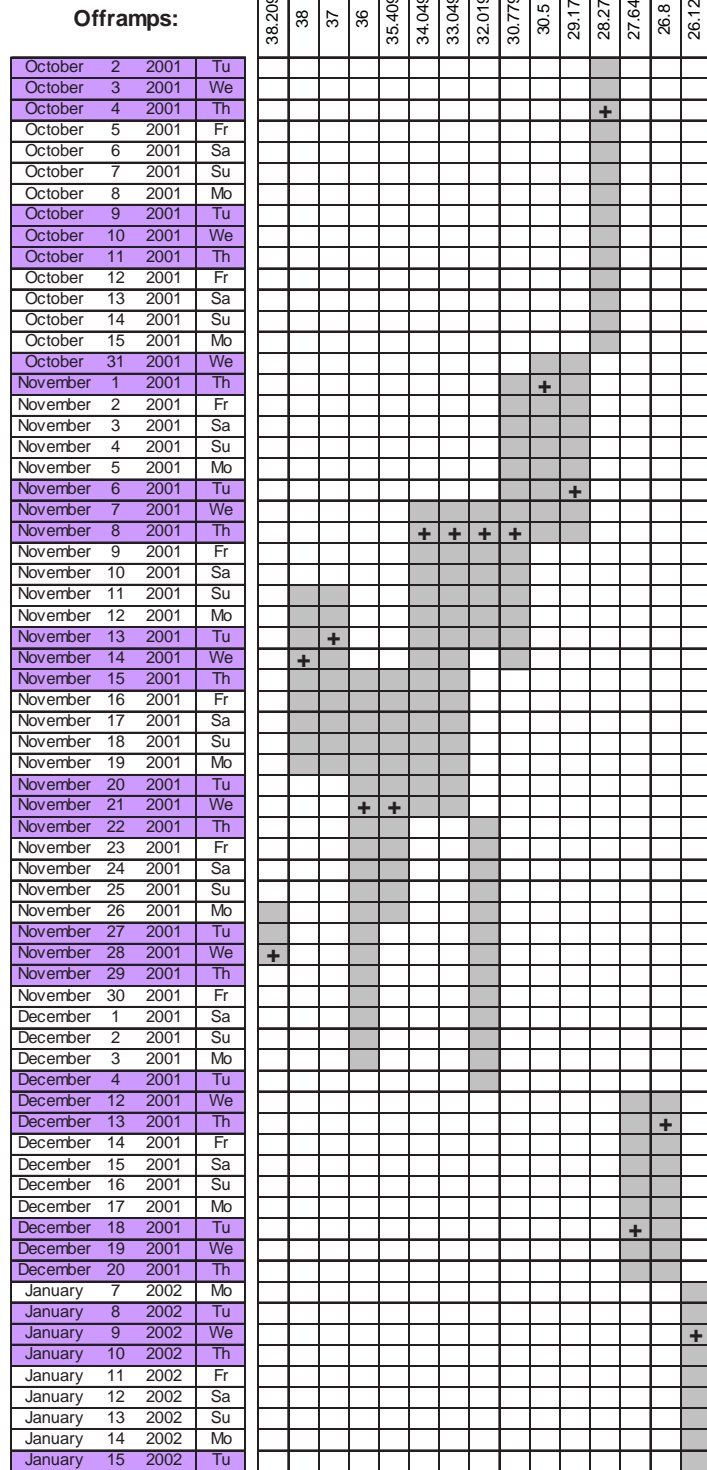 Offramps: 38.209 38 37 36 35.409 34.049 33.049 32.019 30.779 30.5 29.17 28.27 27.64 26.8 26.12
October 2 2001 Tu
October 3 2001 We
October 4 2001 Th +
October 5 2001 Fr
October 6 2001 Sa
October 7 2001 Su
October 8 2001 Mo
October 9 2001 Tu
October 10 2001 We
October 11 2001 Th
October 12 2001 Fr
October 13 2001 Sa
October 14 2001 Su
October 15 2001 Mo
October 31 2001 We
November 1 2001 Th +
November 2 2001 Fr
November 3 2001 Sa
November 4 2001 Su
November 5 2001 Mo
November 6 2001 Tu +
November 7 2001 We
November 8 2001 Th + + + +
November 9 2001 Fr
November 10 2001 Sa
November 11 2001 Su
November 12 2001 Mo
November 13 2001 Tu +
November 14 2001 We +
November 15 2001 Th
November 16 2001 Fr
November 17 2001 Sa
November 18 2001 Su
November 19 2001 Mo
November 20 2001 Tu
November 21 2001 We + +
November 22 2001 Th
November 23 2001 Fr
November 24 2001 Sa
November 25 2001 Su
November 26 2001 Mo
November 27 2001 Tu
November 28 2001 We +
November 29 2001 Th
November 30 2001 Fr
December 1 2001 Sa
December 2 2001 Su
December 3 2001 Mo
December 4 2001 Tu
December 12 2001 We
December 13 2001 Th +
December 14 2001 Fr
December 15 2001 Sa
December 16 2001 Su
December 17 2001 Mo
December 18 2001 Tu +
December 19 2001 We
December 20 2001 Th
January 7 2002 Mo
January 8 2002 Tu
January 9 2002 We +
January 10 2002 Th
January 11 2002 Fr
January 12 2002 Sa
January 13 2002 Su
January 14 2002 Mo
January 15 2002 Tu